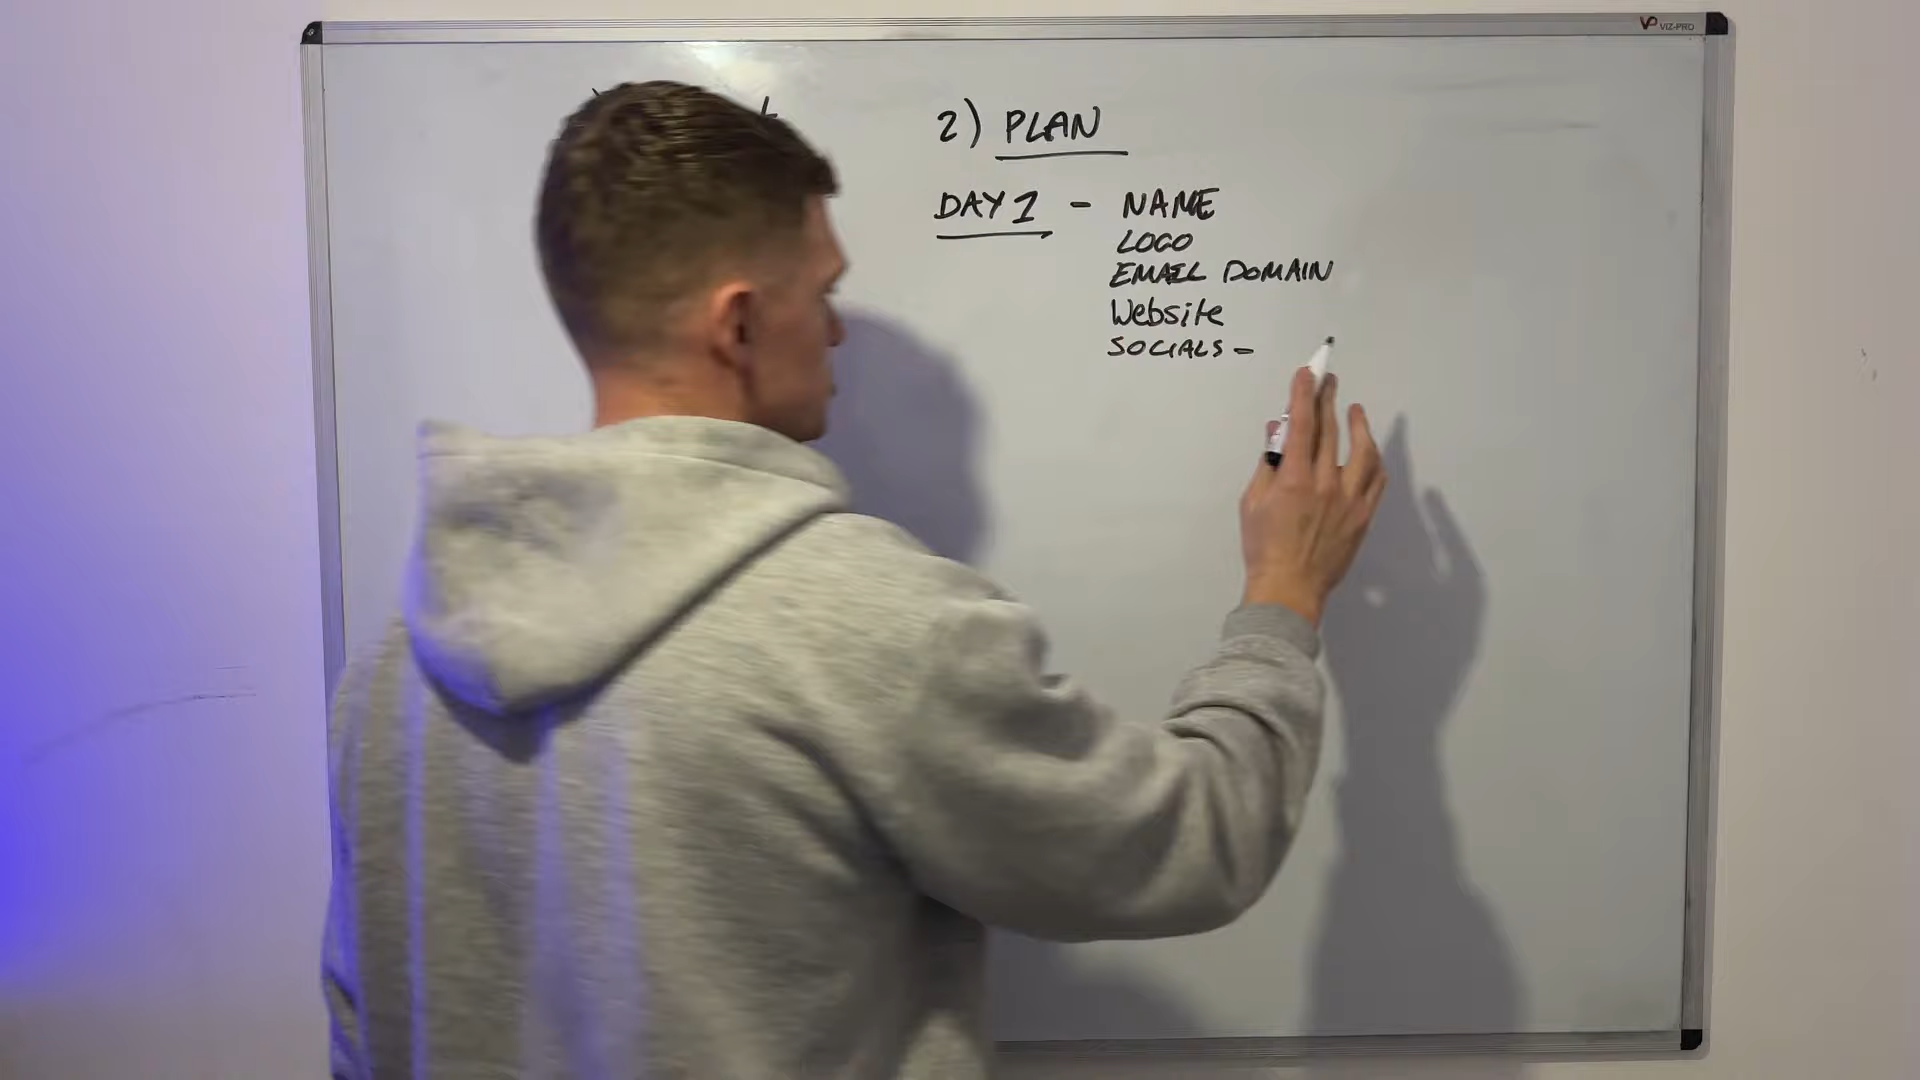 VIZ-PRO
2) PLAN
DAY 1 - NAME
LOGO
EMAIL DOMAIN
Website
SOCIALS -